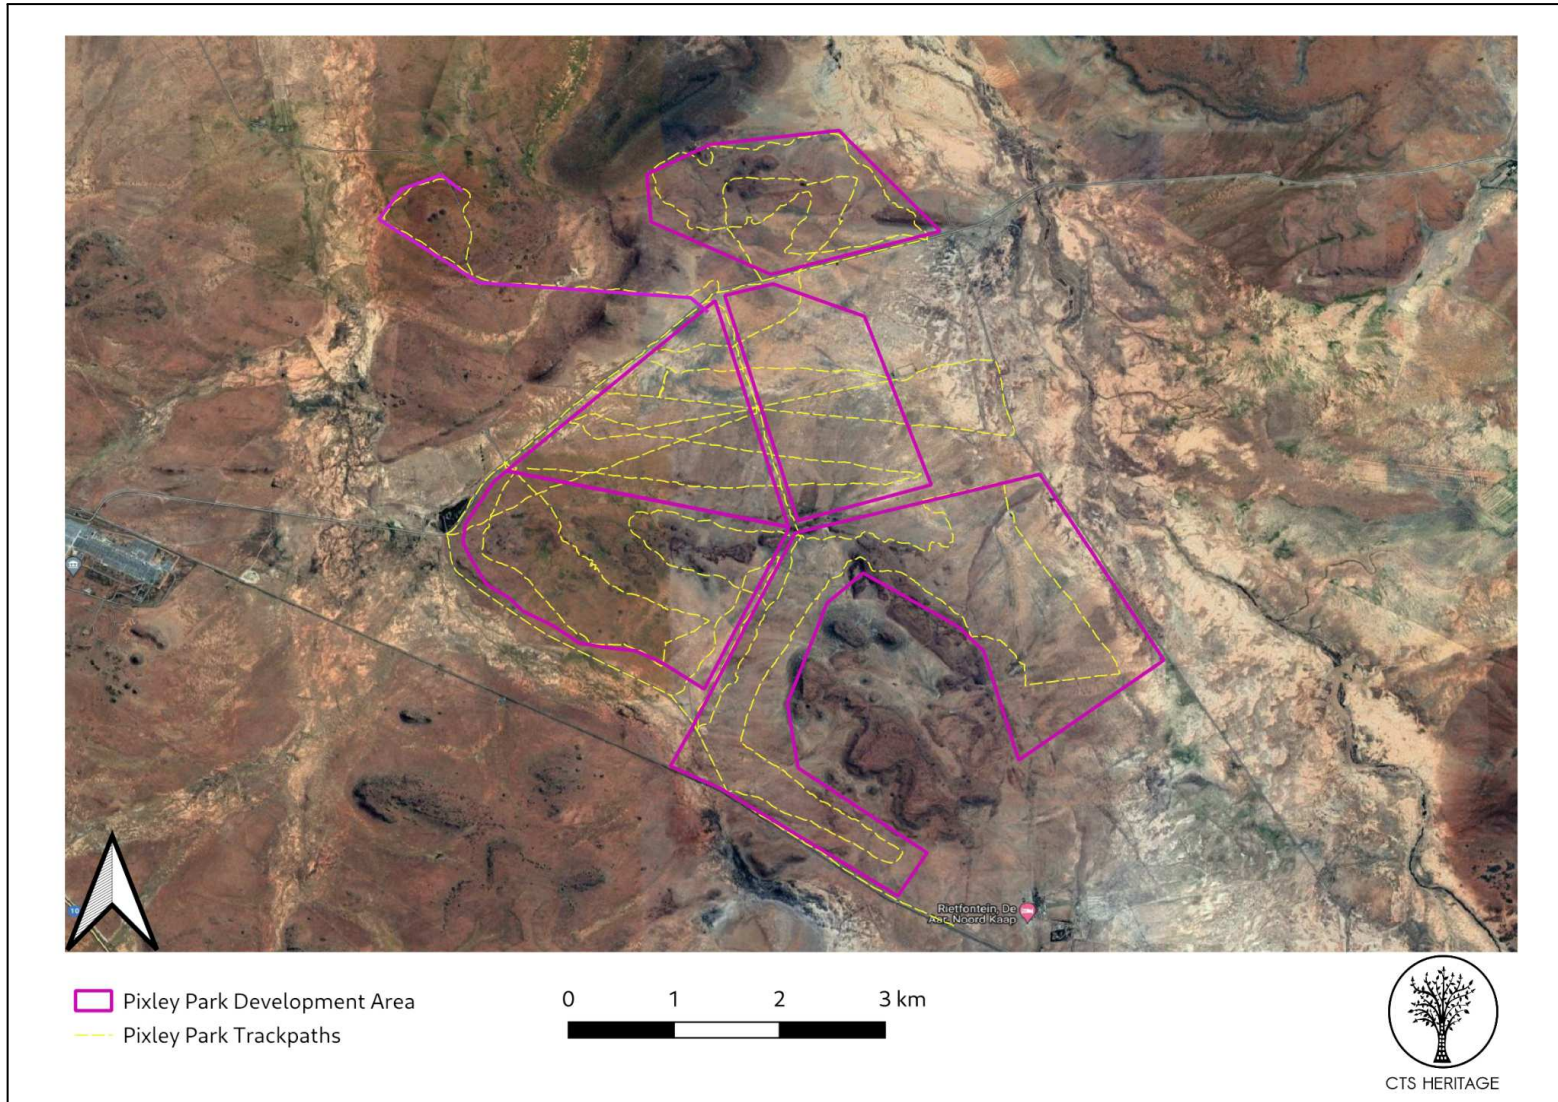 Rietfontein, De
Aar, Noord Kaap
10
Pixley Park Development Area
Pixley Park Trackpaths
0 1 2 3 km
CTS HERITAGE